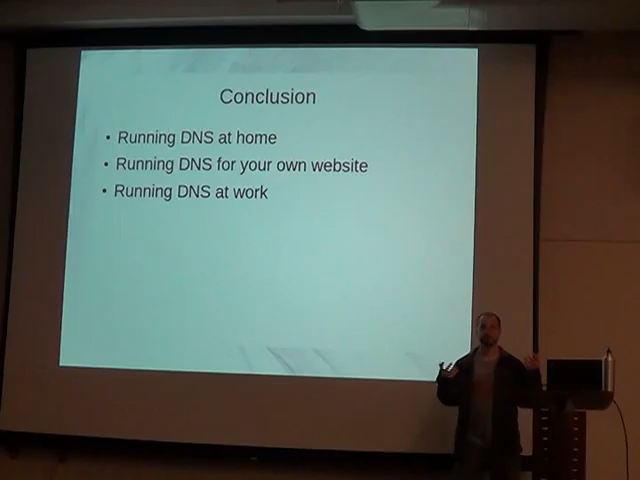 Conclusion
• Running DNS at home
• Running DNS for your own website
• Running DNS at work